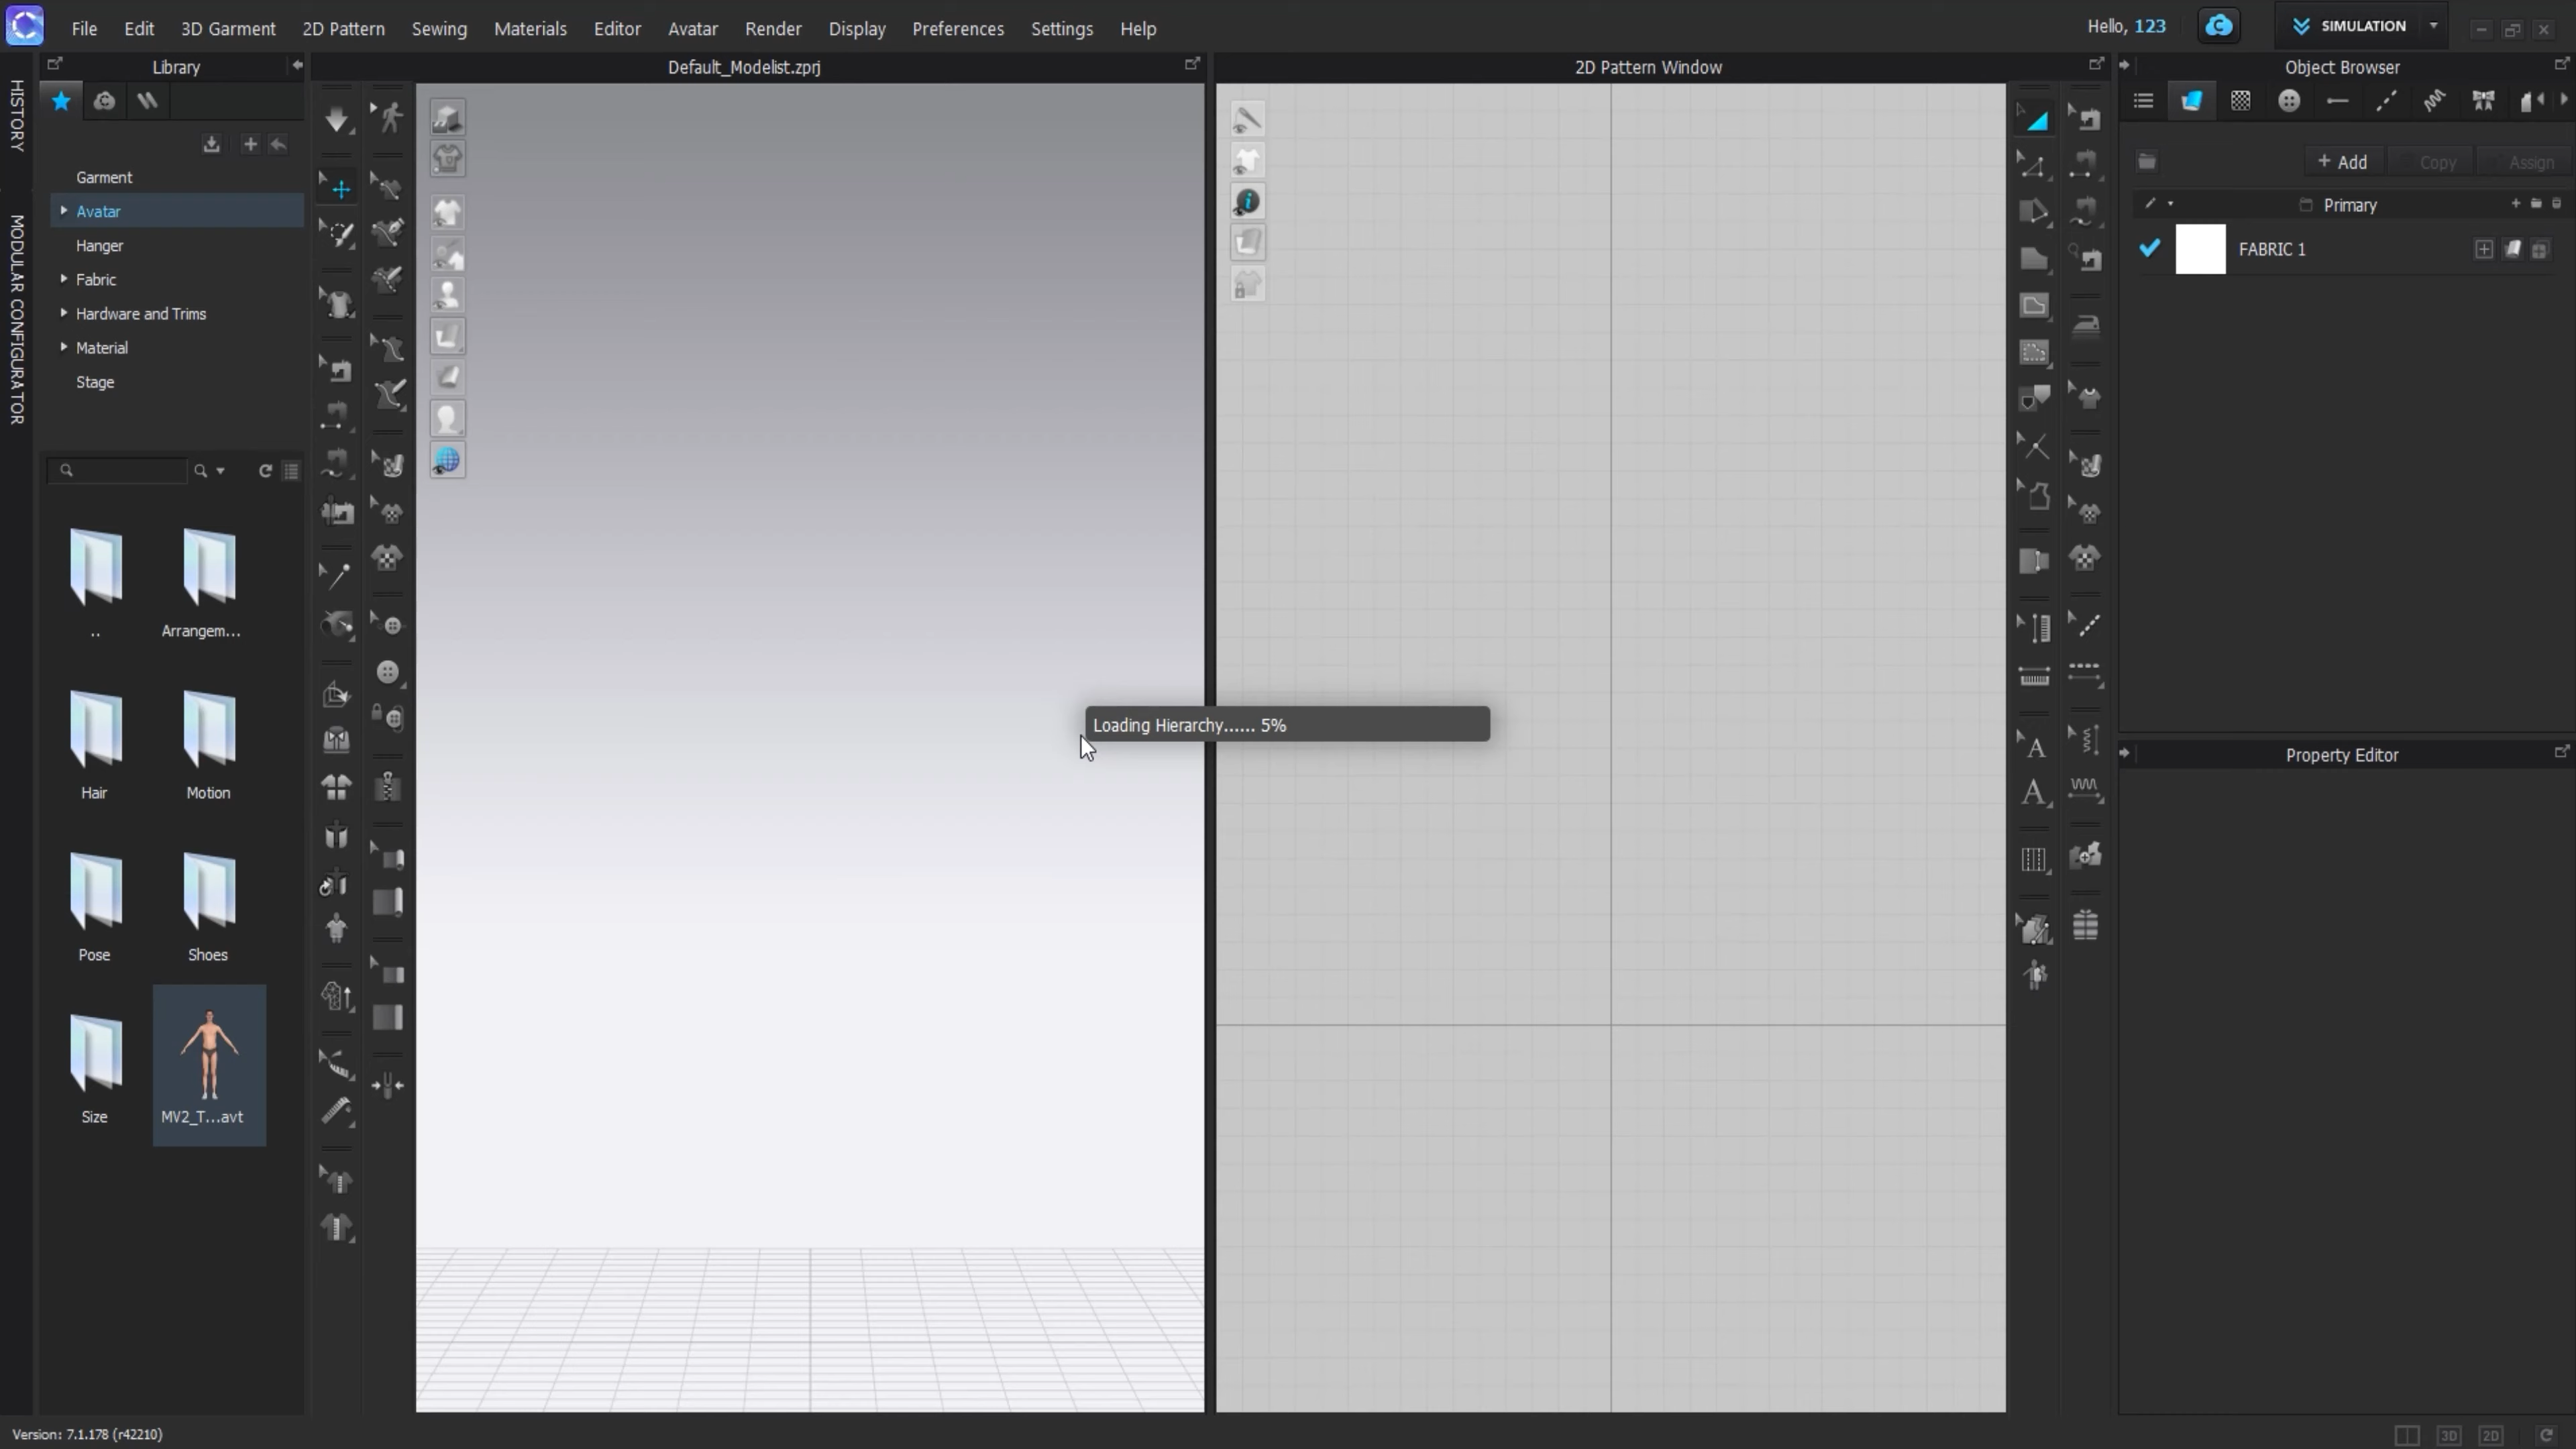 File Edit 3D Garment 2D Pattern Sewing Materials Editor Avatar Render Display Preferences Settings Help
Hello, 123
SIMULATION
HISTORY
MODULAR CONFIGURATOR
Library
Garment
Avatar
Hanger
Fabric
Hardware and Trims
Material
Stage
..
Arrangem...
Hair
Motion
Pose
Shoes
Size
MV2_T...avt
Default_Modelist.zprj
Loading Hierarchy...... 5%
2D Pattern Window
Object Browser
+ Add
Copy
Assign
Primary
FABRIC 1
Property Editor
Version: 7.1.178 (r42210)
3D
2D